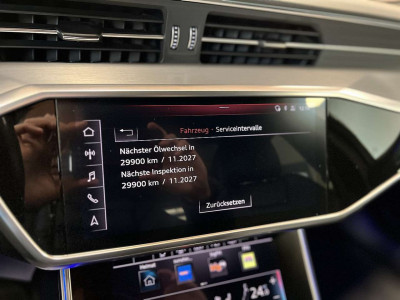 Fahrzeug - Serviceintervalle
Nächster Ölwechsel in
29900 km / 11.2027
Nächste Inspektion in
29900 km / 11.2027
Zurücksetzen